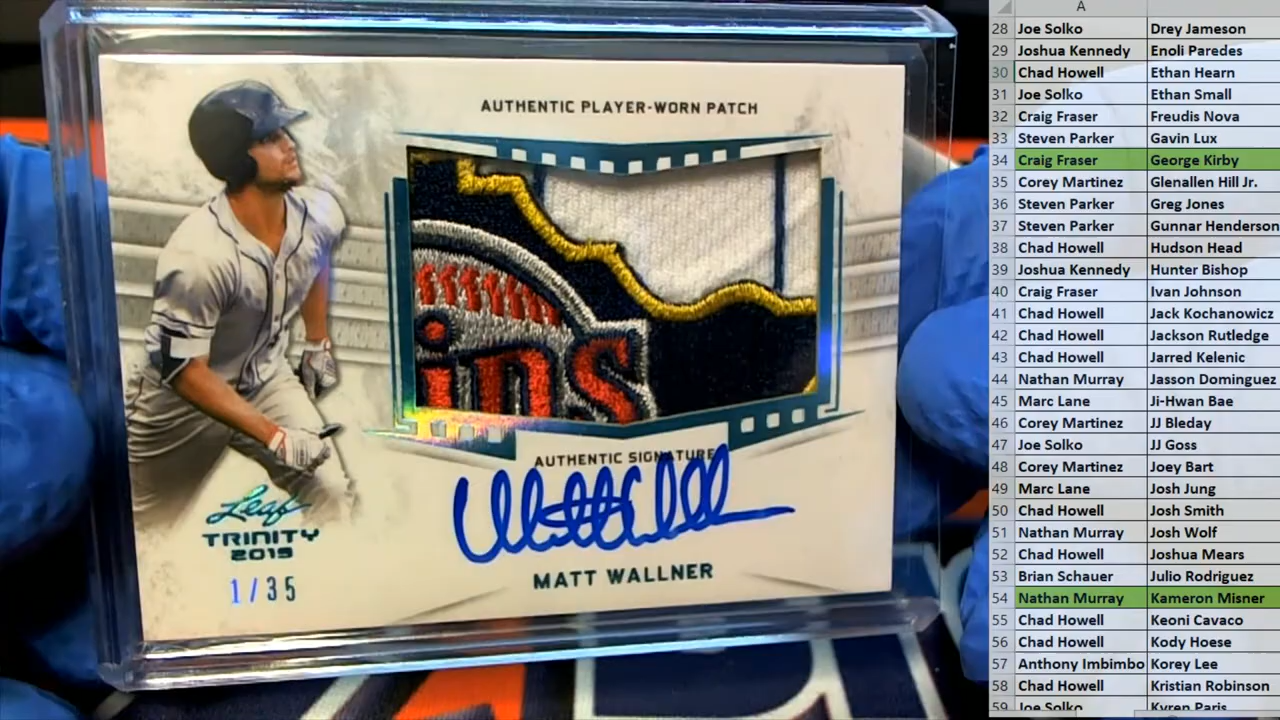 AUTHENTIC PLAYER-WORN PATCH
ins
AUTHENTIC SIGNATURE
Matt Wallner
MATT WALLNER
Leaf
TRINITY
2019
1/35
A
28 Joe Solko Drey Jameson
29 Joshua Kennedy Enoli Paredes
30 Chad Howell Ethan Hearn
31 Joe Solko Ethan Small
32 Craig Fraser Freudis Nova
33 Steven Parker Gavin Lux
34 Craig Fraser George Kirby
35 Corey Martinez Glenallen Hill Jr.
36 Steven Parker Greg Jones
37 Steven Parker Gunnar Henderson
38 Chad Howell Hudson Head
39 Joshua Kennedy Hunter Bishop
40 Craig Fraser Ivan Johnson
41 Chad Howell Jack Kochanowicz
42 Chad Howell Jackson Rutledge
43 Chad Howell Jarred Kelenic
44 Nathan Murray Jasson Dominguez
45 Marc Lane Ji-Hwan Bae
46 Corey Martinez JJ Bleday
47 Joe Solko JJ Goss
48 Corey Martinez Joey Bart
49 Marc Lane Josh Jung
50 Chad Howell Josh Smith
51 Nathan Murray Josh Wolf
52 Chad Howell Joshua Mears
53 Brian Schauer Julio Rodriguez
54 Nathan Murray Kameron Misner
55 Chad Howell Keoni Cavaco
56 Chad Howell Kody Hoese
57 Anthony Imbimbo Korey Lee
58 Chad Howell Kristian Robinson
59 Joe Solko Kyren Paris